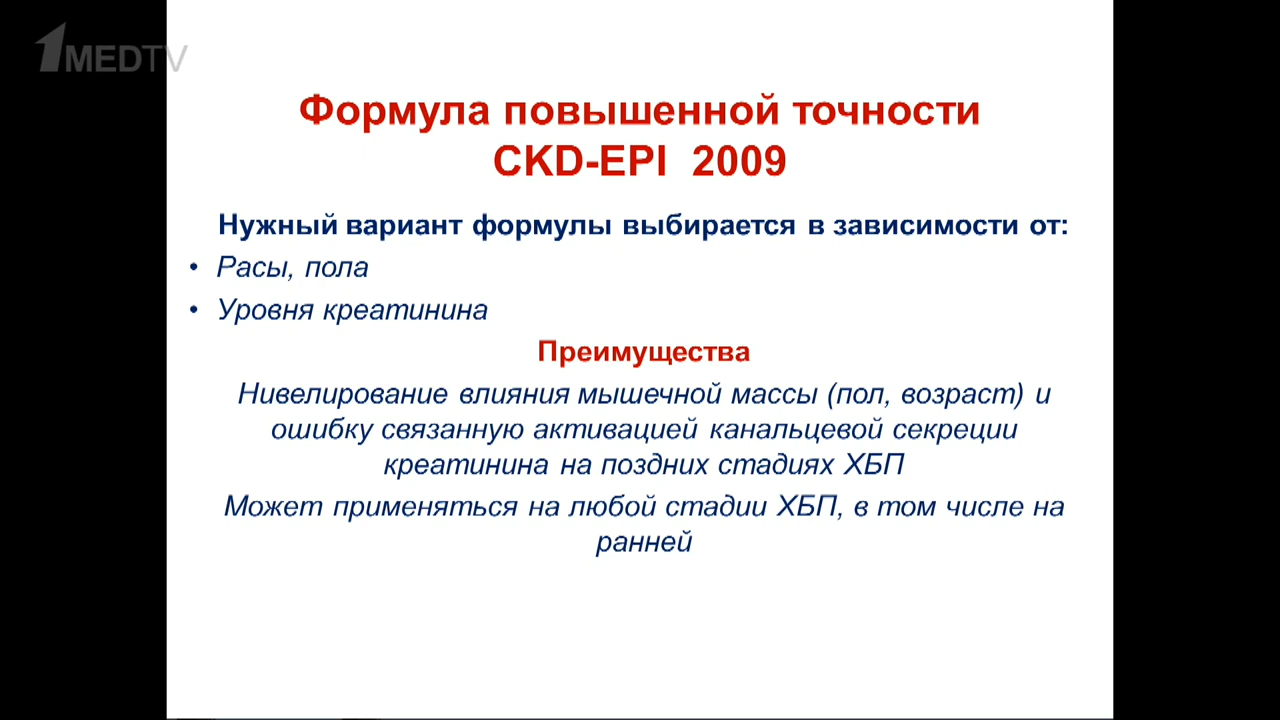 1MEDTV
Формула повышенной точности
CKD-EPI 2009
Нужный вариант формулы выбирается в зависимости от:
• Расы, пола
• Уровня креатинина
Преимущества
Нивелирование влияния мышечной массы (пол, возраст) и
ошибку связанную активацией канальцевой секреции
креатинина на поздних стадиях ХБП
Может применяться на любой стадии ХБП, в том числе на
ранней